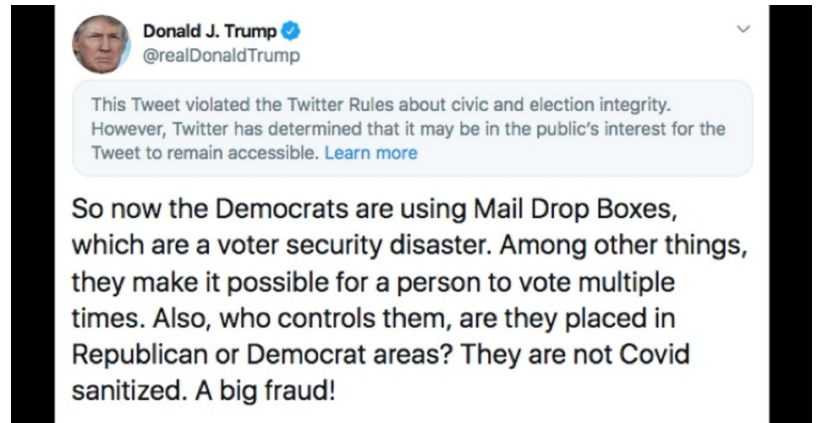 Donald J. Trump
@realDonaldTrump
This Tweet violated the Twitter Rules about civic and election integrity.
However, Twitter has determined that it may be in the public’s interest for the
Tweet to remain accessible. Learn more
So now the Democrats are using Mail Drop Boxes,
which are a voter security disaster. Among other things,
they make it possible for a person to vote multiple
times. Also, who controls them, are they placed in
Republican or Democrat areas? They are not Covid
sanitized. A big fraud!